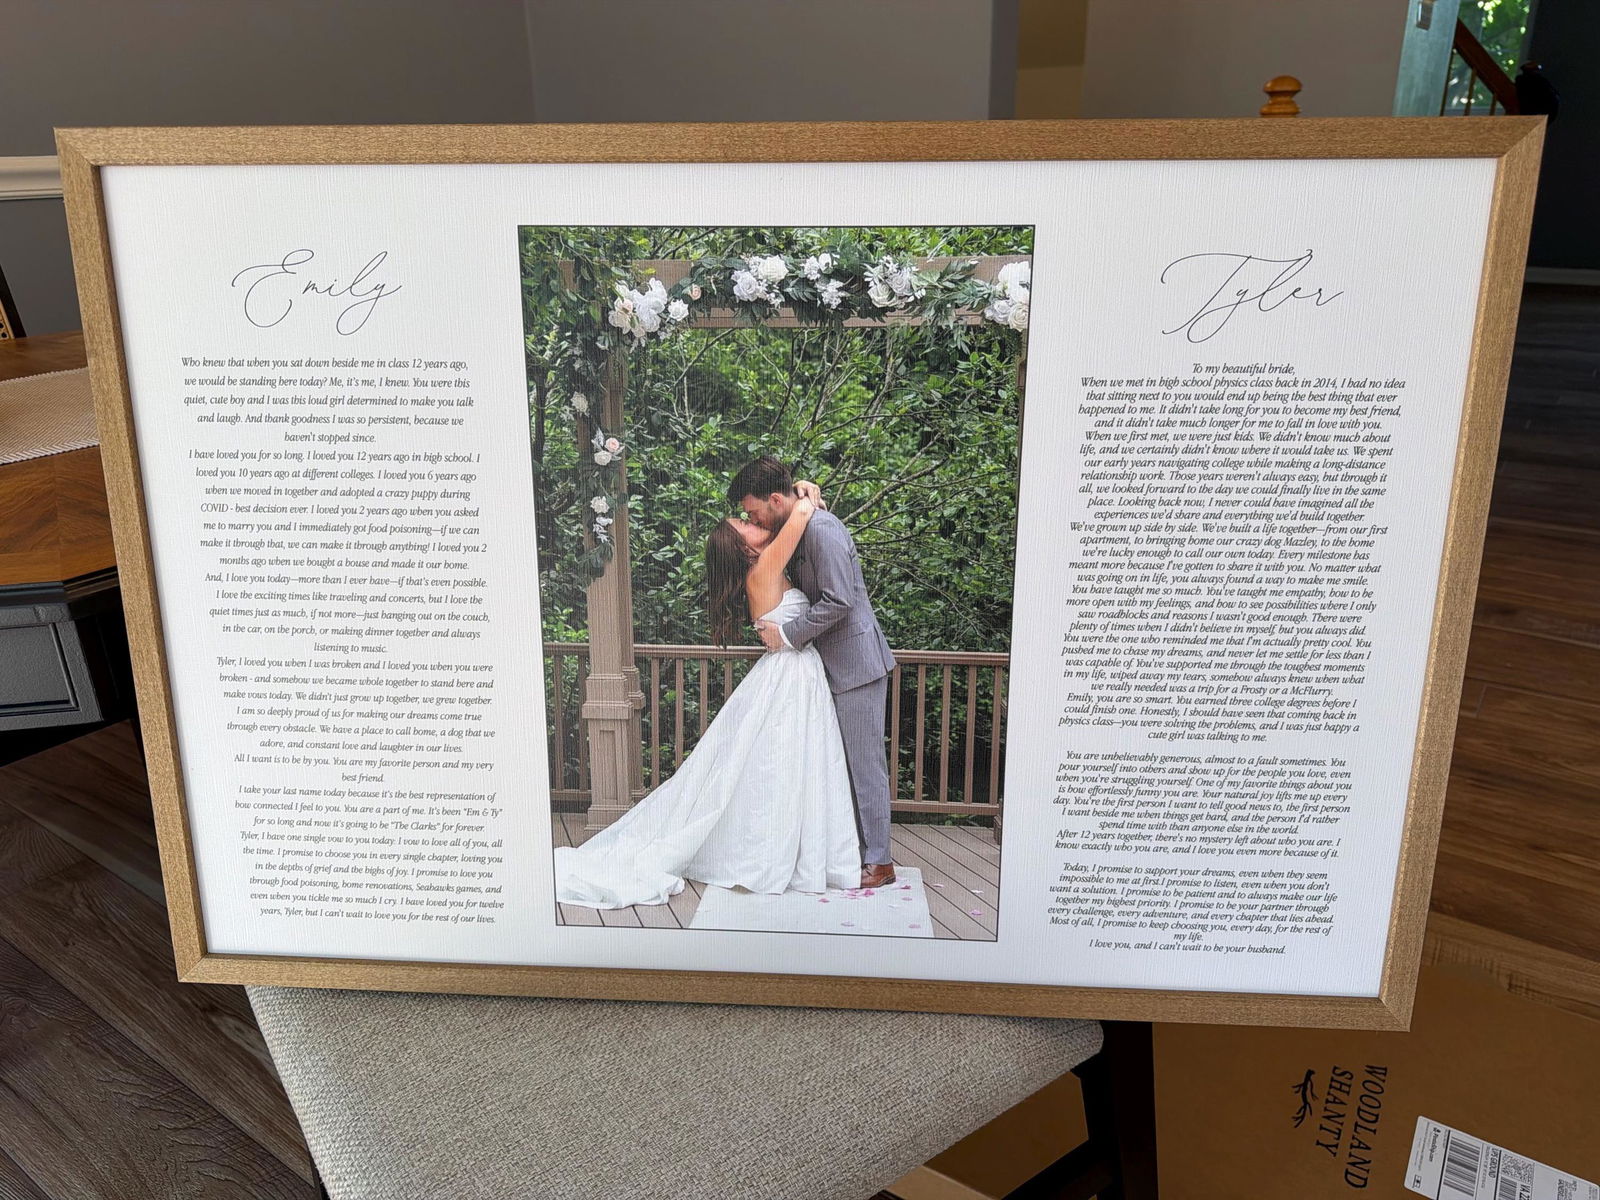 Emily
Who knew that when you sat down beside me in class 12 years ago,
we would be standing here today? Me, it's me, I knew. You were this
quiet, cute boy and I was this loud girl determined to make you talk
and laugh. And thank goodness I was so persistent, because we
haven't stopped since.
I have loved you for so long. I loved you 12 years ago in high school. I
loved you 10 years ago at different colleges. I loved you 6 years ago
when we moved in together and adopted a crazy puppy during
COVID - best decision ever. I loved you 2 years ago when you asked
me to marry you and I immediately got food poisoning—if we can
make it through that, we can make it through anything! I loved you 2
months ago when we bought a house and made it our home.
And, I love you today—more than I ever have—if that's even possible.
I love the exciting times like traveling and concerts, but I love the
quiet times just as much, if not more—just hanging out on the couch,
in the car, on the porch, or making dinner together and always
listening to music.
Tyler, I loved you when I was broken and I loved you when you were
broken - and somehow we became whole together to stand here and
make vows today. We didn't just grow up together, we grew together.
I am so deeply proud of us for making our dreams come true
through every obstacle. We have a place to call home, a dog that we
adore, and constant love and laughter in our lives.
All I want is to be by you. You are my favorite person and my very
best friend.
I take your last name today because it's the best representation of
how connected I feel to you. You are a part of me. It's been "Em & Ty"
for so long and now it's going to be "The Clarks" for forever.
Tyler, I have one single vow to you today: I vow to love all of you, all
the time. I promise to choose you in every single chapter, loving you
in the depths of grief and the highs of joy. I promise to love you
through food poisoning, home renovations, Seahawks games, and
even when you tickle me so much I cry. I have loved you for twelve
years, Tyler, but I can't wait to love you for the rest of our lives.
Tyler
To my beautiful bride,
When we met in high school physics class back in 2014, I had no idea
that sitting next to you would end up being the best thing that ever
happened to me. It didn't take long for you to become my best friend,
and it didn't take much longer for me to fall in love with you.
When we first met, we were just kids. We didn't know much about
life, and we certainly didn't know where it would take us. We spent
our early years navigating college while making a long-distance
relationship work. Those years weren't always easy, but through it
all, we looked forward to the day we could finally live in the same
place. Looking back now, I never could have imagined all the
experiences we'd share and everything we'd build together.
We've grown up side by side. We've built a life together—from our first
apartment, to bringing home our crazy dog Mazley, to the home
we're lucky enough to call our own today. Every milestone has
meant more because I've gotten to share it with you. No matter what
was going on in life, you always found a way to make me smile.
You have taught me so much. You've taught me empathy, how to be
more open with my feelings, and how to see possibilities where I only
saw roadblocks and reasons I wasn't good enough. There were
plenty of times when I didn't believe in myself, but you always did.
You were the one who reminded me that I'm actually pretty cool. You
pushed me to chase my dreams, and never let me settle for less than I
was capable of. You've supported me through the toughest moments
in my life, wiped away my tears, somehow always knew when what
we really needed was a trip for a Frosty or a McFlurry.
Emily, you are so smart. You earned three college degrees before I
could finish one. Honestly, I should have seen that coming back in
physics class—you were solving the problems, and I was just happy a
cute girl was talking to me.
You are unbelievably generous, almost to a fault sometimes. You
pour yourself into others and show up for the people you love, even
when you're struggling yourself. One of my favorite things about you
is how effortlessly funny you are. Your natural joy lifts me up every
day. You're the first person I want to tell good news to, the first person
I want beside me when things get hard, and the person I'd rather
spend time with than anyone else in the world.
After 12 years together, there's no mystery left about who you are. I
know exactly who you are, and I love you even more because of it.
Today, I promise to support your dreams, even when they seem
impossible to me at first.I promise to listen, even when you don't
want a solution. I promise to be patient and to always make our life
together my highest priority. I promise to be your partner through
every challenge, every adventure, and every chapter that lies ahead.
Most of all, I promise to keep choosing you, every day, for the rest of
my life.
I love you, and I can't wait to be your husband.
WOODLAND
SHANTY